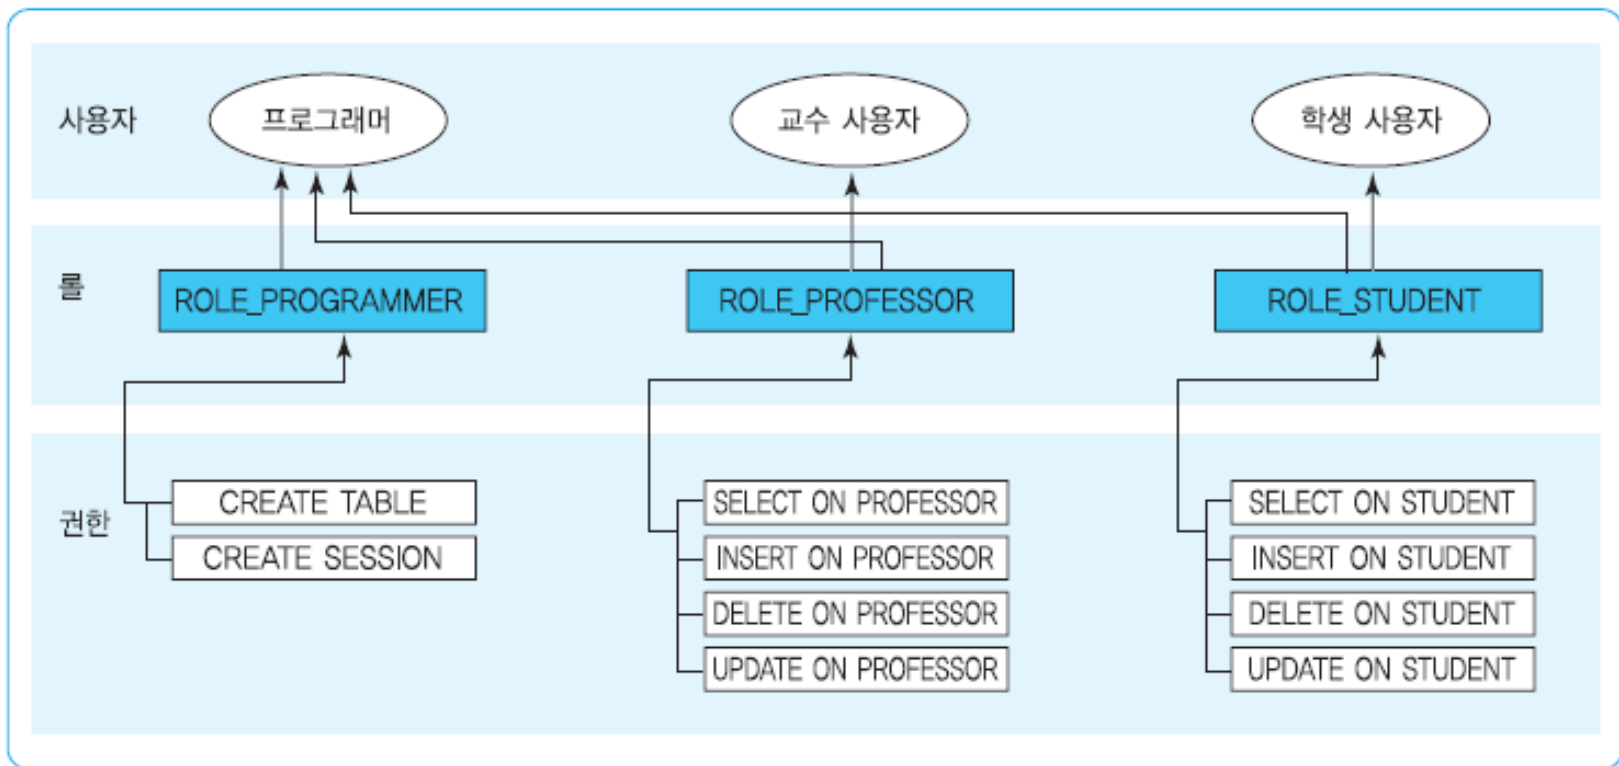 사용자
프로그래머
교수 사용자
학생 사용자
롤
ROLE_PROGRAMMER
ROLE_PROFESSOR
ROLE_STUDENT
권한
CREATE TABLE
CREATE SESSION
SELECT ON PROFESSOR
INSERT ON PROFESSOR
DELETE ON PROFESSOR
UPDATE ON PROFESSOR
SELECT ON STUDENT
INSERT ON STUDENT
DELETE ON STUDENT
UPDATE ON STUDENT